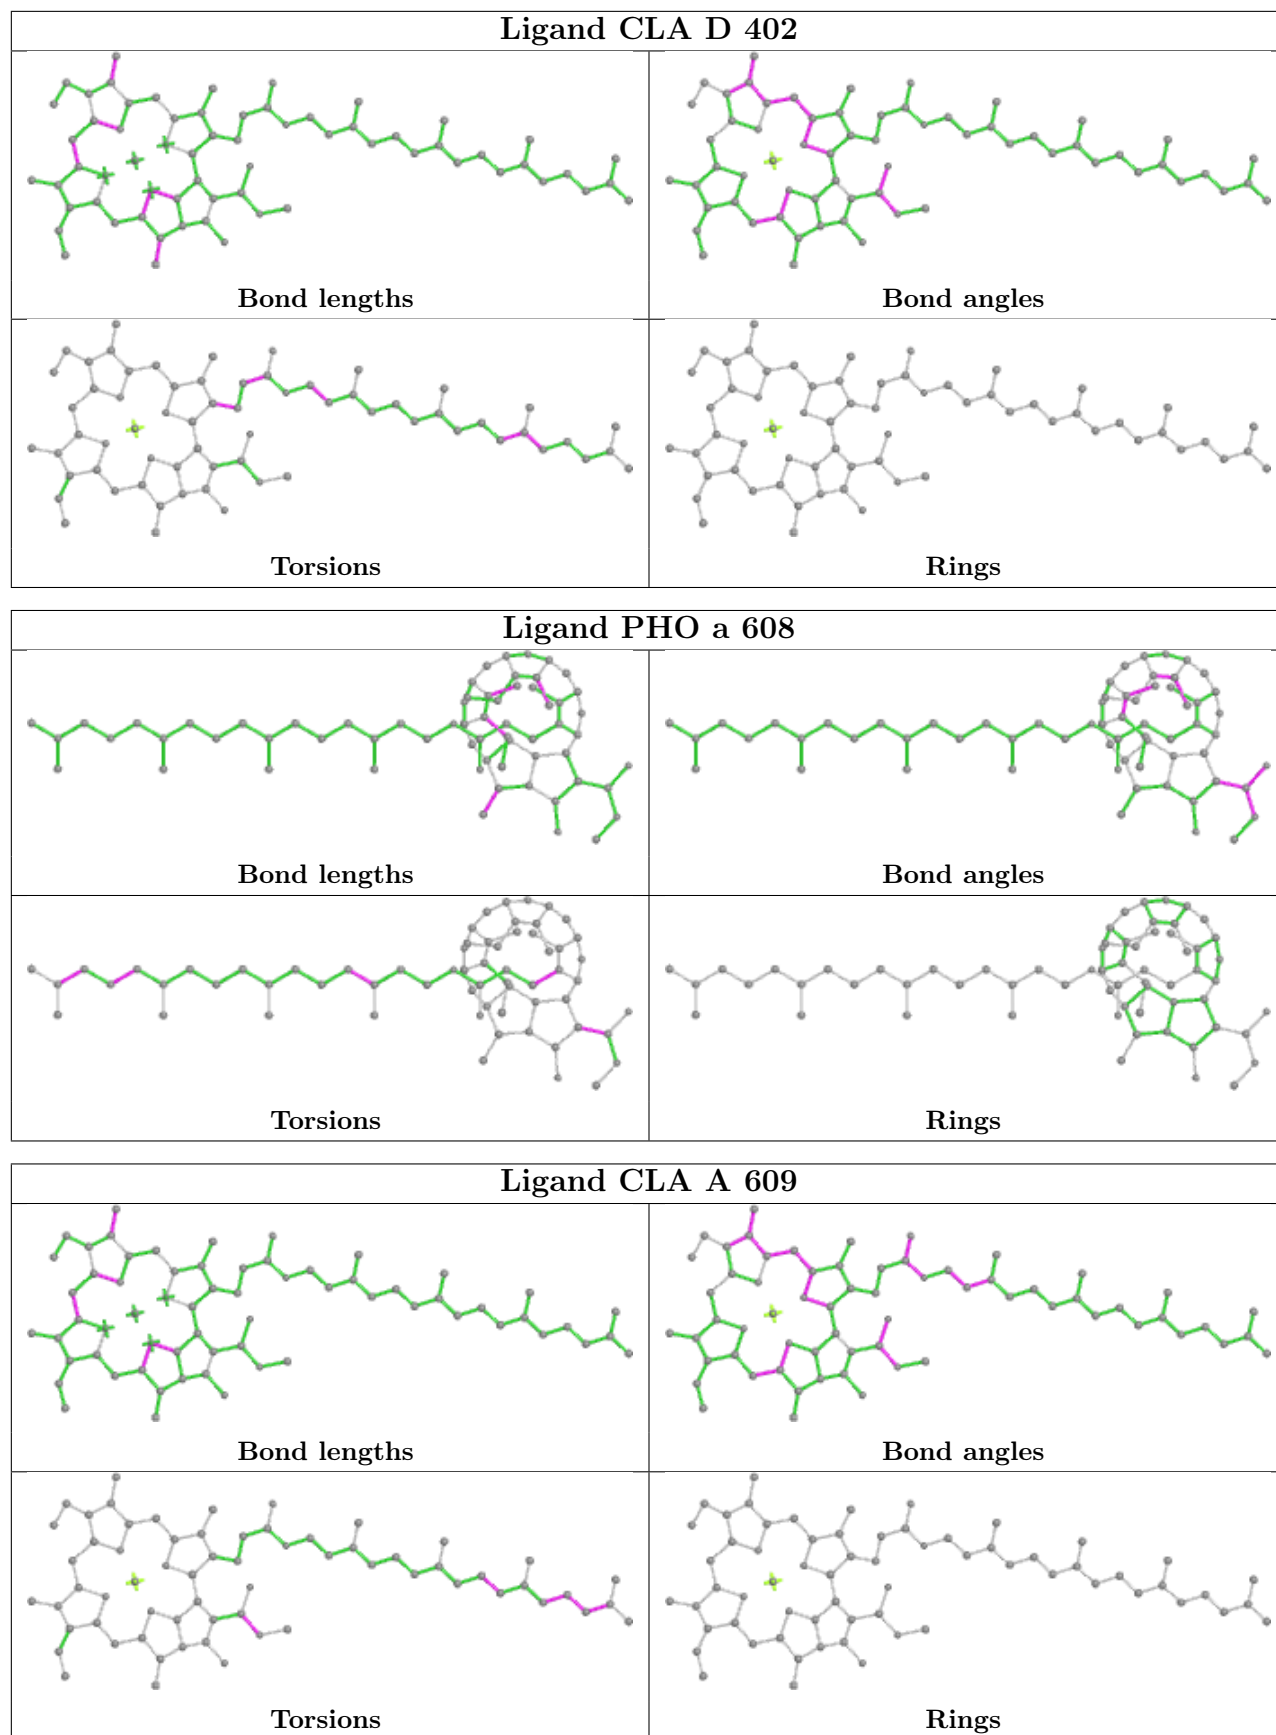 Ligand CLA D 402
Bond lengths
Bond angles
Torsions
Rings
Ligand PHO a 608
Bond lengths
Bond angles
Torsions
Rings
Ligand CLA A 609
Bond lengths
Bond angles
Torsions
Rings